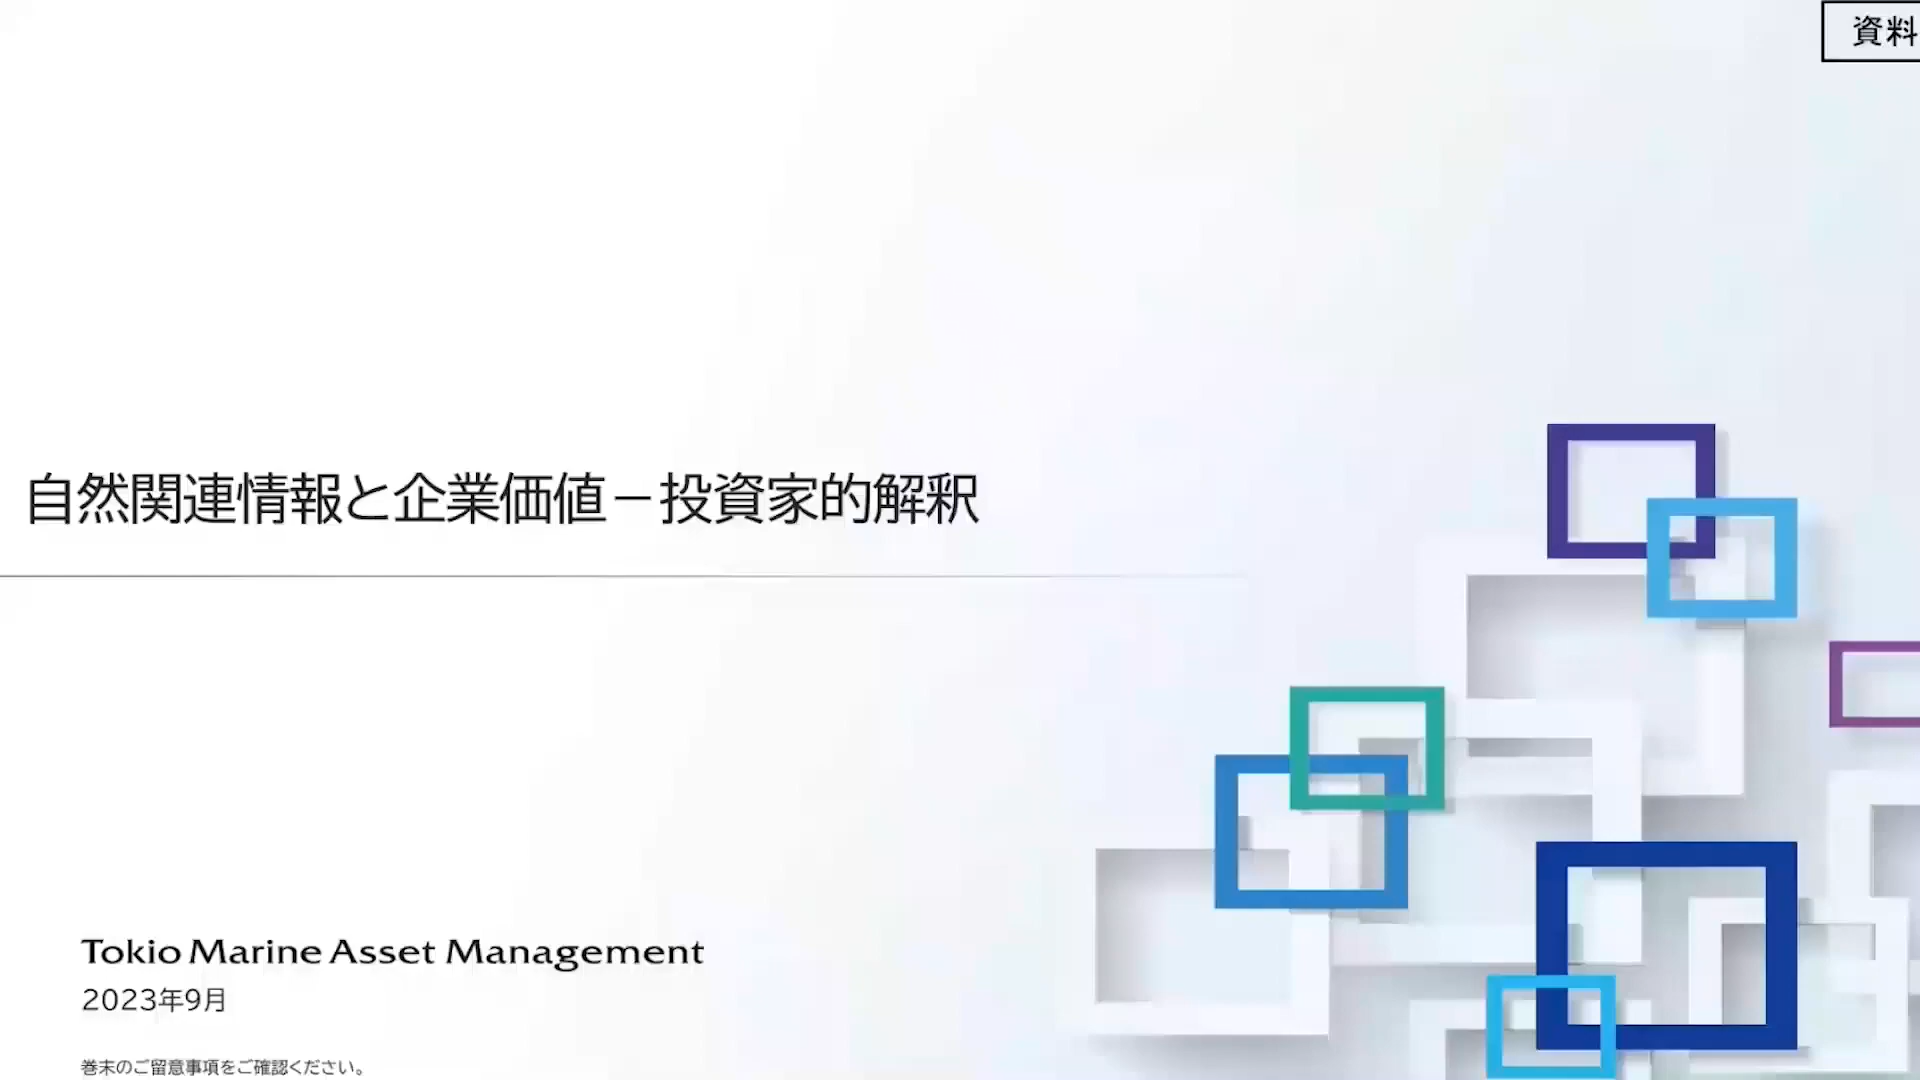 資料
自然関連情報と企業価値－投資家的解釈
Tokio Marine Asset Management
2023年9月
巻末のご留意事項をご確認ください。